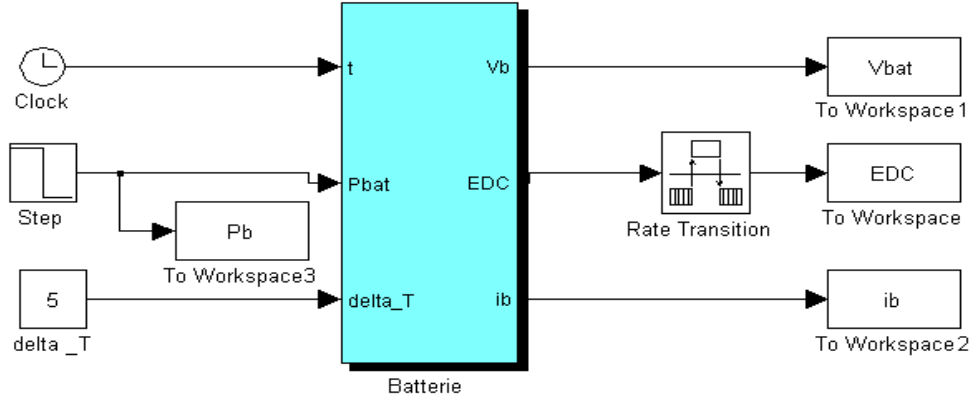 Clock
t
Vb
Vbat
To Workspace1
Step
Pbat
EDC
Rate Transition
EDC
To Workspace
Pb
To Workspace3
5
delta _T
delta_T
ib
ib
To Workspace2
Batterie